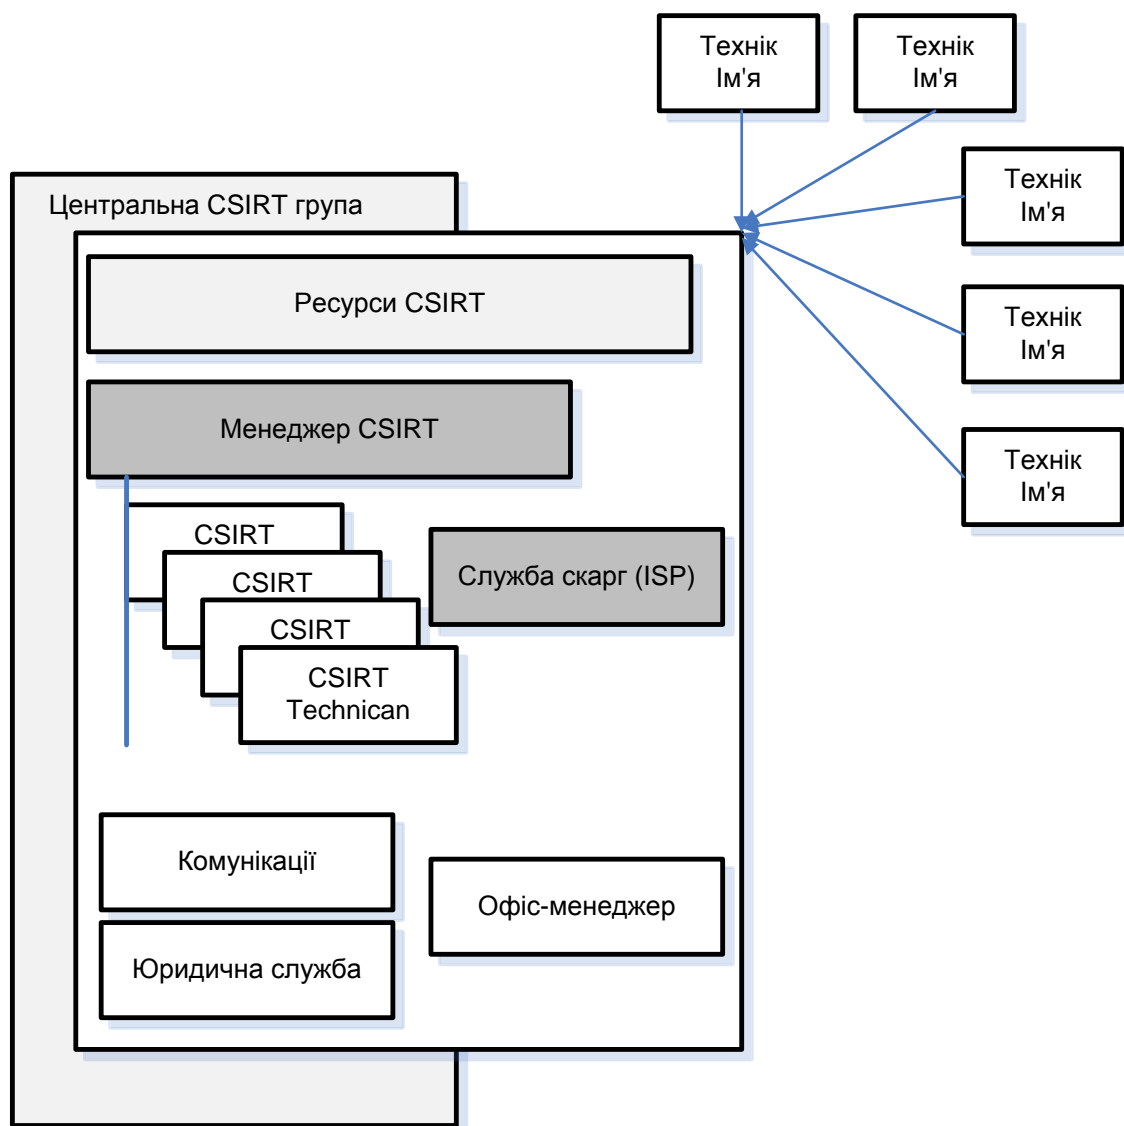 Технік
Ім'я
Технік
Ім'я
Технік
Ім'я
Технік
Ім'я
Технік
Ім'я
Центральна CSIRT група
Ресурси CSIRT
Менеджер CSIRT
CSIRT
CSIRT
CSIRT
CSIRT
Technican
Служба скарг (ISP)
Комунікації
Офіс-менеджер
Юридична служба